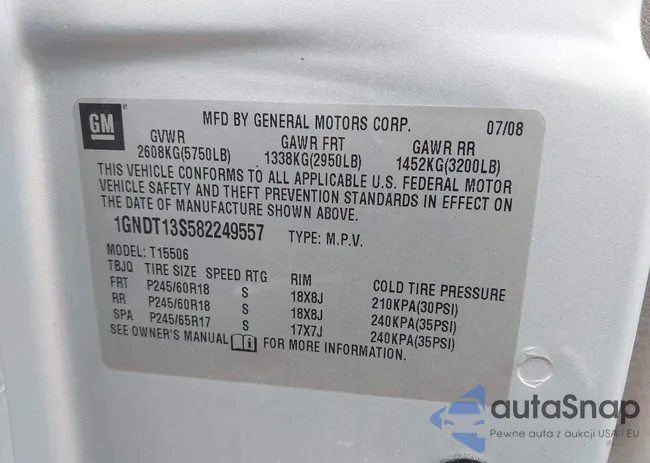 GM
MFD BY GENERAL MOTORS CORP. 07/08
GVWR GAWR FRT GAWR RR
2608KG(5750LB) 1338KG(2950LB) 1452KG(3200LB)
THIS VEHICLE CONFORMS TO ALL APPLICABLE U.S. FEDERAL MOTOR
VEHICLE SAFETY AND THEFT PREVENTION STANDARDS IN EFFECT ON
THE DATE OF MANUFACTURE SHOWN ABOVE.
1GNDT13S582249557 TYPE: M.P.V.
MODEL: T15506
TBJQ TIRE SIZE SPEED RTG RIM COLD TIRE PRESSURE
FRT P245/60R18 S 18X8J 210KPA(30PSI)
RR P245/60R18 S 18X8J 240KPA(35PSI)
SPA P245/65R17 S 17X7J 240KPA(35PSI)
SEE OWNER'S MANUAL i FOR MORE INFORMATION.
autaSnap
Pewne auta z aukcji USA i EU